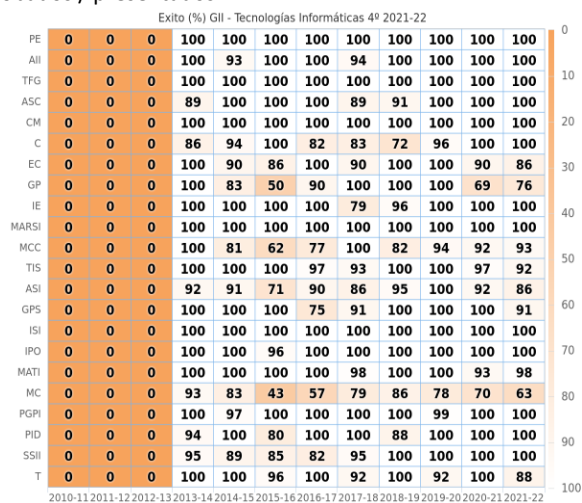 Exito (%) GII - Tecnologías Informáticas 4º 2021-22
PE 0 0 0 100 100 100 100 100 100 100 100 100
AII 0 0 0 100 93 100 100 94 100 100 100 100
TFG 0 0 0 100 100 100 100 100 100 100 100 100
ASC 0 0 0 89 100 100 100 89 91 100 100 100
CM 0 0 0 100 100 100 100 100 100 100 100 100
C 0 0 0 86 94 100 82 83 72 96 100 100
EC 0 0 0 100 90 86 100 90 100 100 90 86
GP 0 0 0 100 83 50 90 100 100 100 69 76
IE 0 0 0 100 100 100 100 79 96 100 100 100
MARSI 0 0 0 100 100 100 100 100 100 100 100 100
MCC 0 0 0 100 81 62 77 100 82 94 92 93
TIS 0 0 0 100 100 100 97 93 100 100 97 92
ASI 0 0 0 92 91 71 90 86 95 100 92 86
GPS 0 0 0 100 100 100 75 91 100 100 100 91
ISI 0 0 0 100 100 100 100 100 100 100 100 100
IPO 0 0 0 100 100 96 100 100 100 100 100 100
MATI 0 0 0 100 100 100 100 98 100 100 93 98
MC 0 0 0 93 83 43 57 79 86 78 70 63
PGPI 0 0 0 100 97 100 100 100 100 99 100 100
PID 0 0 0 94 100 80 100 100 88 100 100 100
SSII 0 0 0 95 89 85 82 95 100 100 100 100
T 0 0 0 100 100 96 100 92 100 92 100 88
2010-11 2011-12 2012-13 2013-14 2014-15 2015-16 2016-17 2017-18 2018-19 2019-20 2020-21 2021-22
0
10
20
30
40
50
60
70
80
90
100